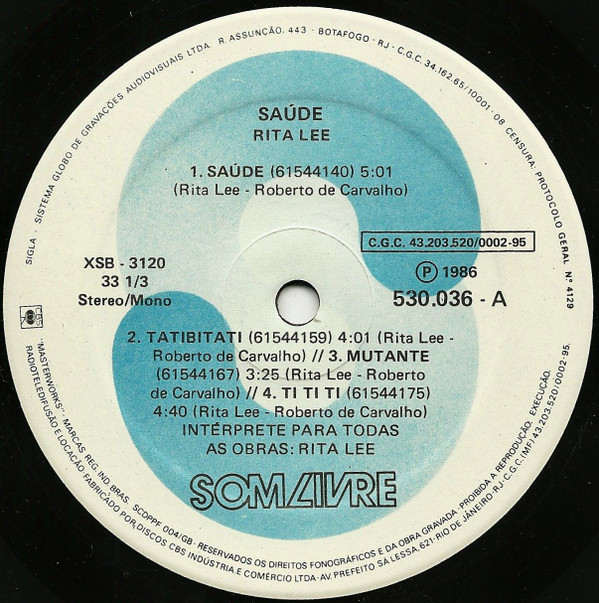 SIGLA - SISTEMA GLOBO DE GRAVAÇÕES AUDIOVISUAIS LTDA. R. ASSUNÇÃO, 443 - BOTAFOGO - RJ - C.G.C. 34.162.65/10001-08 CENSURA: PROTOCOLO GERAL Nº 4129
SAÚDE
RITA LEE
1. SAÚDE (61544140) 5:01
(Rita Lee - Roberto de Carvalho)
C.G.C. 43.203.520/0002-95
XSB - 3120
33 1/3
Stereo/Mono
Ⓟ 1986
530.036 - A
2. TATIBITATI (61544159) 4:01 (Rita Lee -
Roberto de Carvalho) // 3. MUTANTE
(61544167) 3:25 (Rita Lee - Roberto
de Carvalho) // 4. TI TI TI (61544175)
4:40 (Rita Lee - Roberto de Carvalho)
INTÉRPRETE PARA TODAS
AS OBRAS: RITA LEE
SOM LIVRE
CBS
"MASTERWORKS" - MARCAS REG. IND. BRAS. SCDPPF 004/GB - RESERVADOS OS DIREITOS FONOGRÁFICOS E DA OBRA GRAVADA - PROIBIDA A REPRODUÇÃO, EXECUÇÃO,
RADIOTELEDIFUSÃO E LOCAÇÃO FABRICADO POR, DISCOS CBS INDÚSTRIA E COMÉRCIO LTDA - AV. PREFEITO SÁ LESSA, 621 - RIO DE JANEIRO - RJ - C.G.C. (MF) 43.203.520/0002-95.